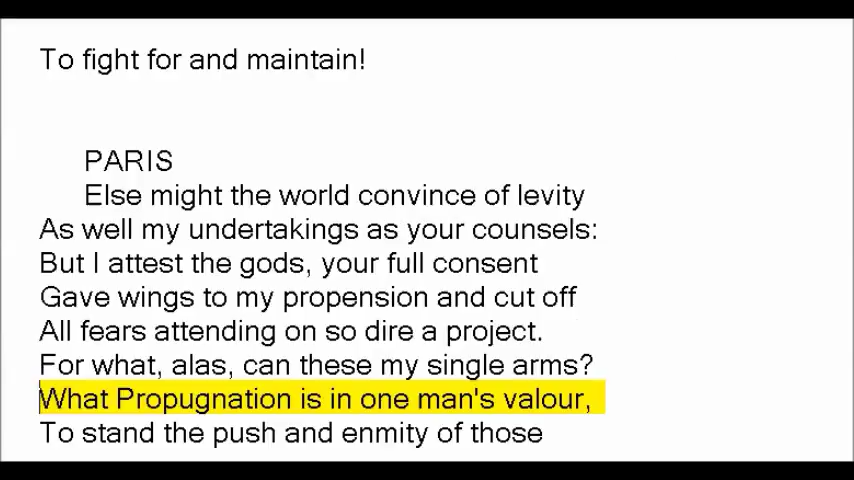 To fight for and maintain!
PARIS
Else might the world convince of levity
As well my undertakings as your counsels:
But I attest the gods, your full consent
Gave wings to my propension and cut off
All fears attending on so dire a project.
For what, alas, can these my single arms?
What Propugnation is in one man's valour,
To stand the push and enmity of those